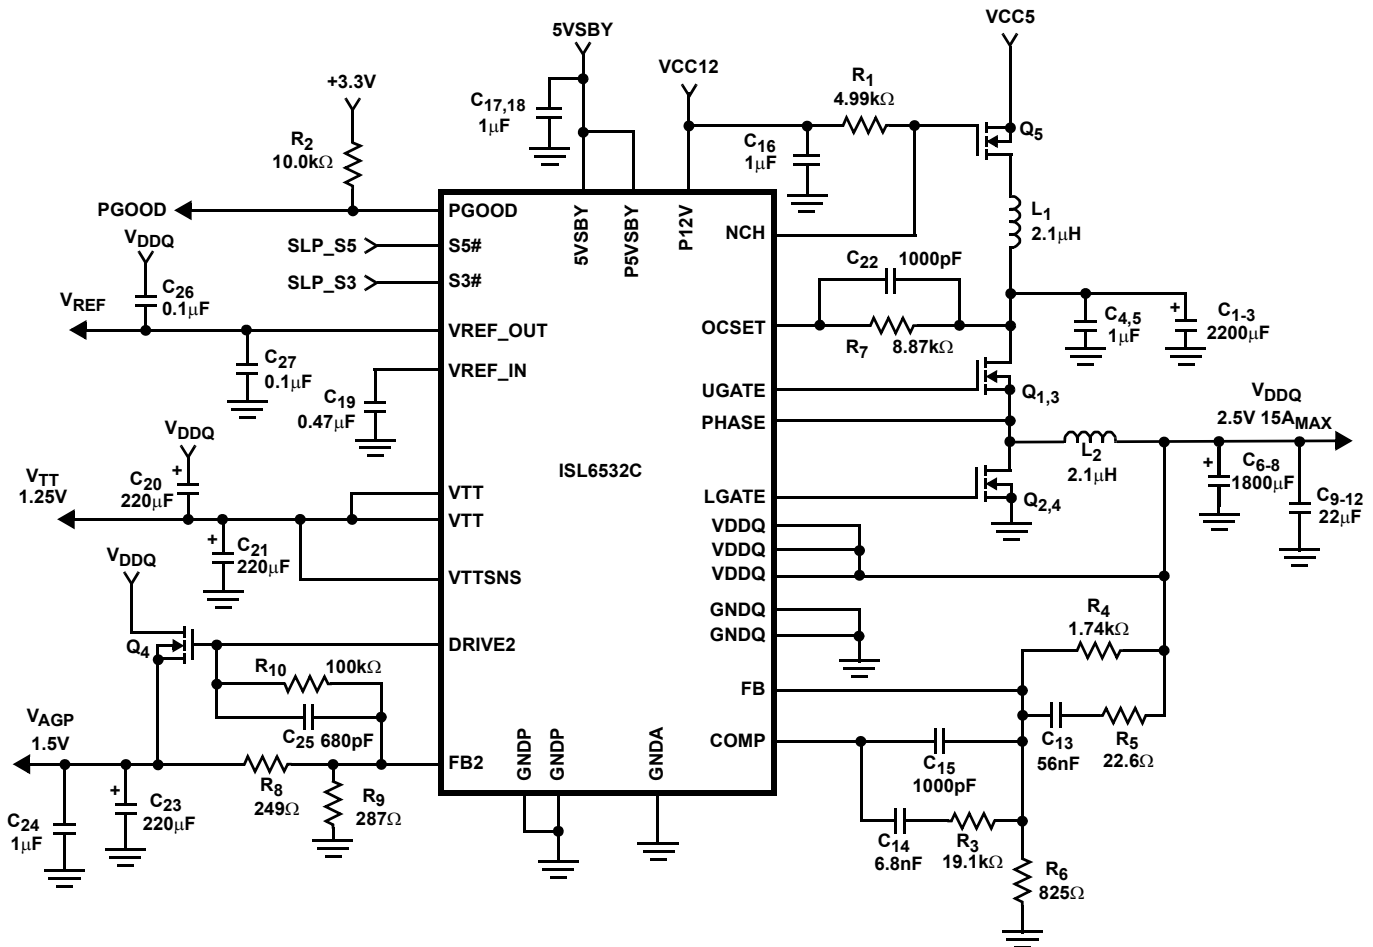 VCC5
5VSBY
VCC12
+3.3V
C17,18
1μF
R1
4.99kΩ
Q5
R2
10.0kΩ
C16
1μF
L1
2.1μH
PGOOD
PGOOD
5VSBY
P5VSBY
P12V
NCH
VDDQ
SLP_S5
S5#
SLP_S3
S3#
C22
1000pF
C26
0.1μF
VREF
VREF_OUT
OCSET
R7
8.87kΩ
C4,5
1μF
C1-3
+
2200μF
C27
0.1μF
VREF_IN
UGATE
Q1,3
C19
0.47μF
PHASE
VDDQ
2.5V 15AMAX
VDDQ
L2
2.1μH
C20
+
220μF
VTT
1.25V
ISL6532C
VTT
VTT
LGATE
Q2,4
C6-8
+
1800μF
C9-12
22μF
VDDQ
VDDQ
VDDQ
C21
+
220μF
VDDQ
VTTSNS
GNDQ
GNDQ
R4
1.74kΩ
Q4
DRIVE2
R10
100kΩ
FB
C25
680pF
VAGP
1.5V
COMP
C13
56nF
R5
22.6Ω
C15
1000pF
FB2
GNDP
GNDP
GNDA
R8
249Ω
R9
287Ω
C23
+
220μF
C24
1μF
C14
6.8nF
R3
19.1kΩ
R6
825Ω